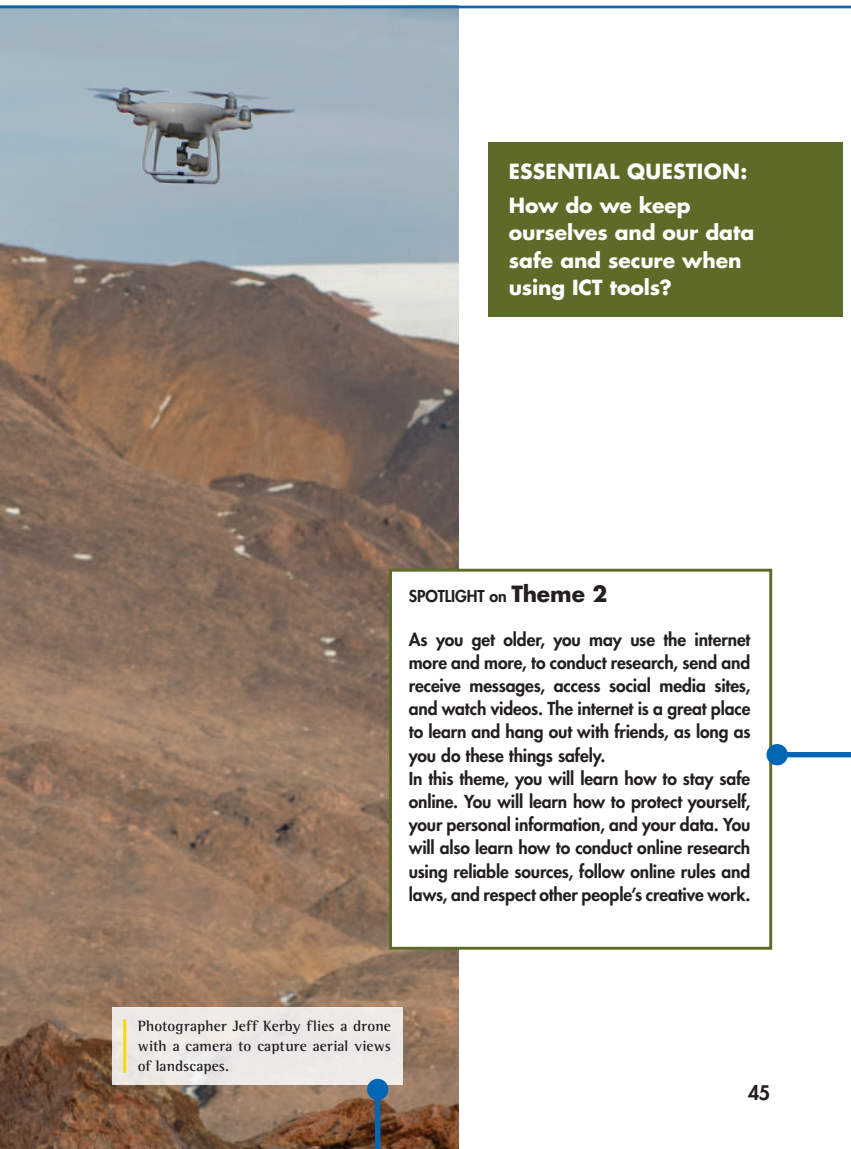 ESSENTIAL QUESTION:
How do we keep
ourselves and our data
safe and secure when
using ICT tools?
SPOTLIGHT on Theme 2
As you get older, you may use the internet
more and more, to conduct research, send and
receive messages, access social media sites,
and watch videos. The internet is a great place
to learn and hang out with friends, as long as
you do these things safely.
In this theme, you will learn how to stay safe
online. You will learn how to protect yourself,
your personal information, and your data. You
will also learn how to conduct online research
using reliable sources, follow online rules and
laws, and respect other people’s creative work.
Photographer Jeff Kerby flies a drone
with a camera to capture aerial views
of landscapes.
45